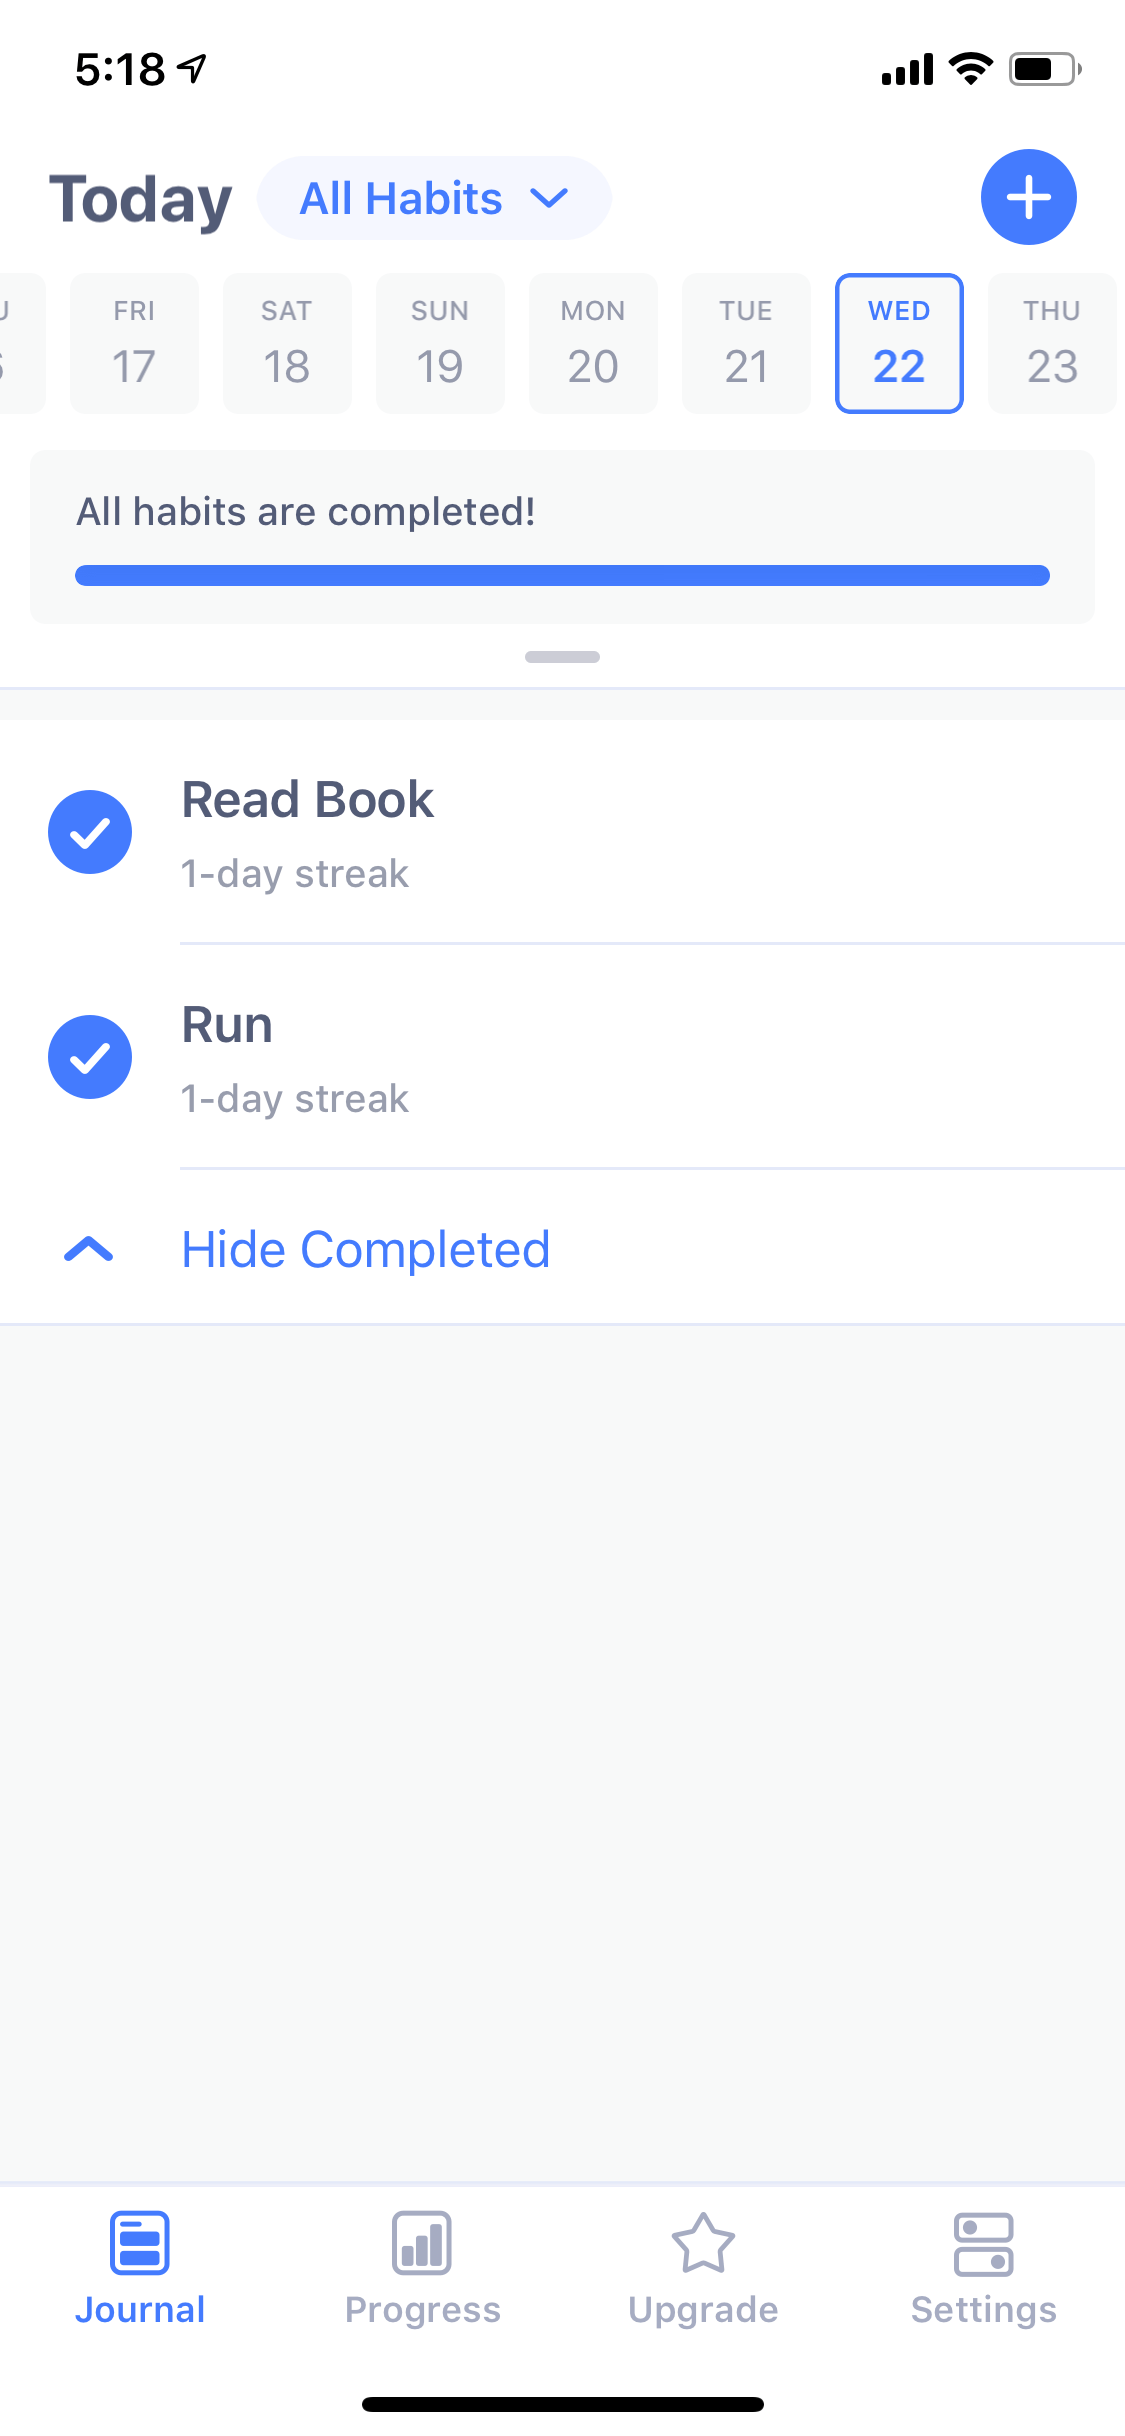 5:18
Today All Habits
FRI SAT SUN MON TUE WED THU
17 18 19 20 21 22 23
All habits are completed!
Read Book
1-day streak
Run
1-day streak
Hide Completed
Journal Progress Upgrade Settings